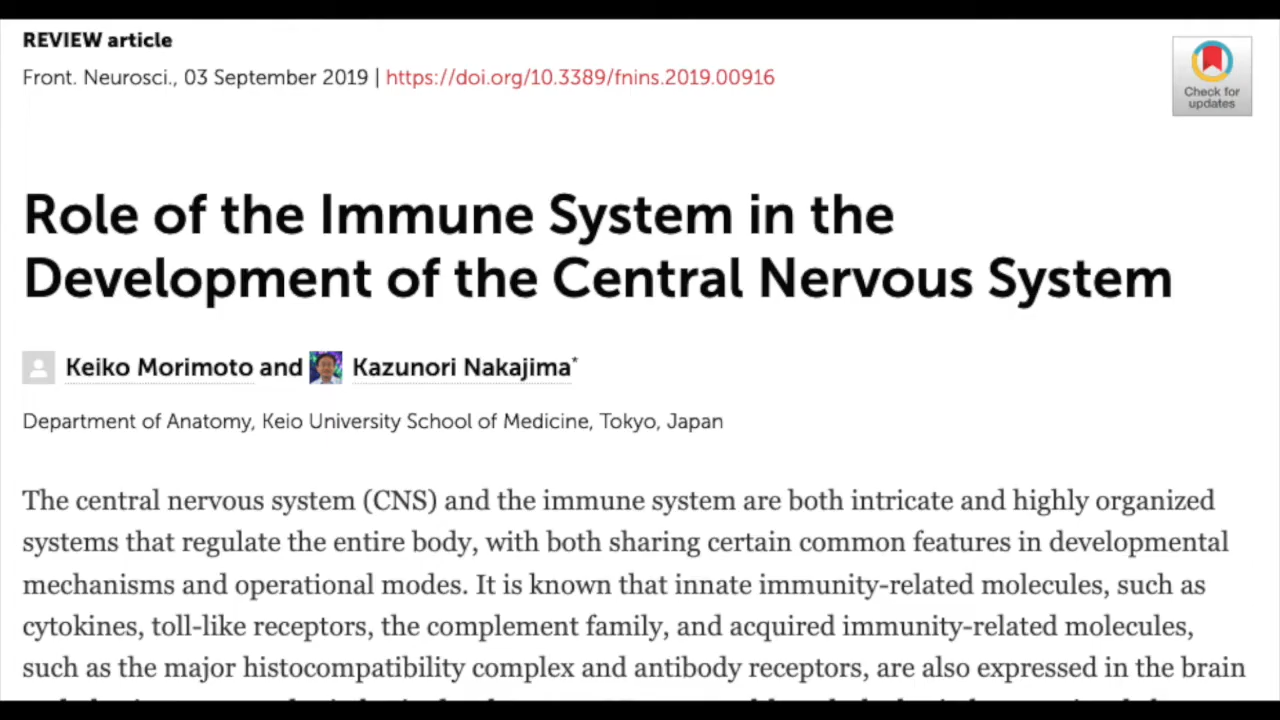 REVIEW article
Front. Neurosci., 03 September 2019 | https://doi.org/10.3389/fnins.2019.00916
Check for
updates
Role of the Immune System in the
Development of the Central Nervous System
Keiko Morimoto and Kazunori Nakajima*
Department of Anatomy, Keio University School of Medicine, Tokyo, Japan
The central nervous system (CNS) and the immune system are both intricate and highly organized
systems that regulate the entire body, with both sharing certain common features in developmental
mechanisms and operational modes. It is known that innate immunity-related molecules, such as
cytokines, toll-like receptors, the complement family, and acquired immunity-related molecules,
such as the major histocompatibility complex and antibody receptors, are also expressed in the brain